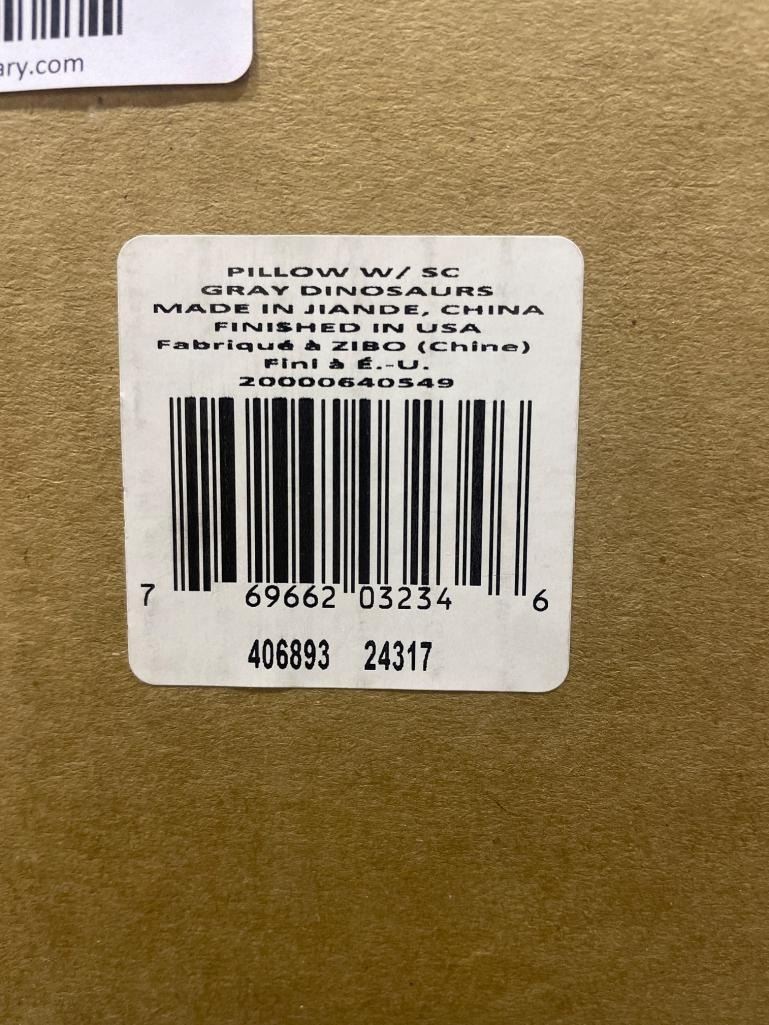 ary.com
PILLOW W/ SC
GRAY DINOSAURS
MADE IN JIANDE, CHINA
FINISHED IN USA
Fabriqué à ZIBO (Chine)
Fini à É.-U.
20000640549
7 69662 03234 6
406893 24317